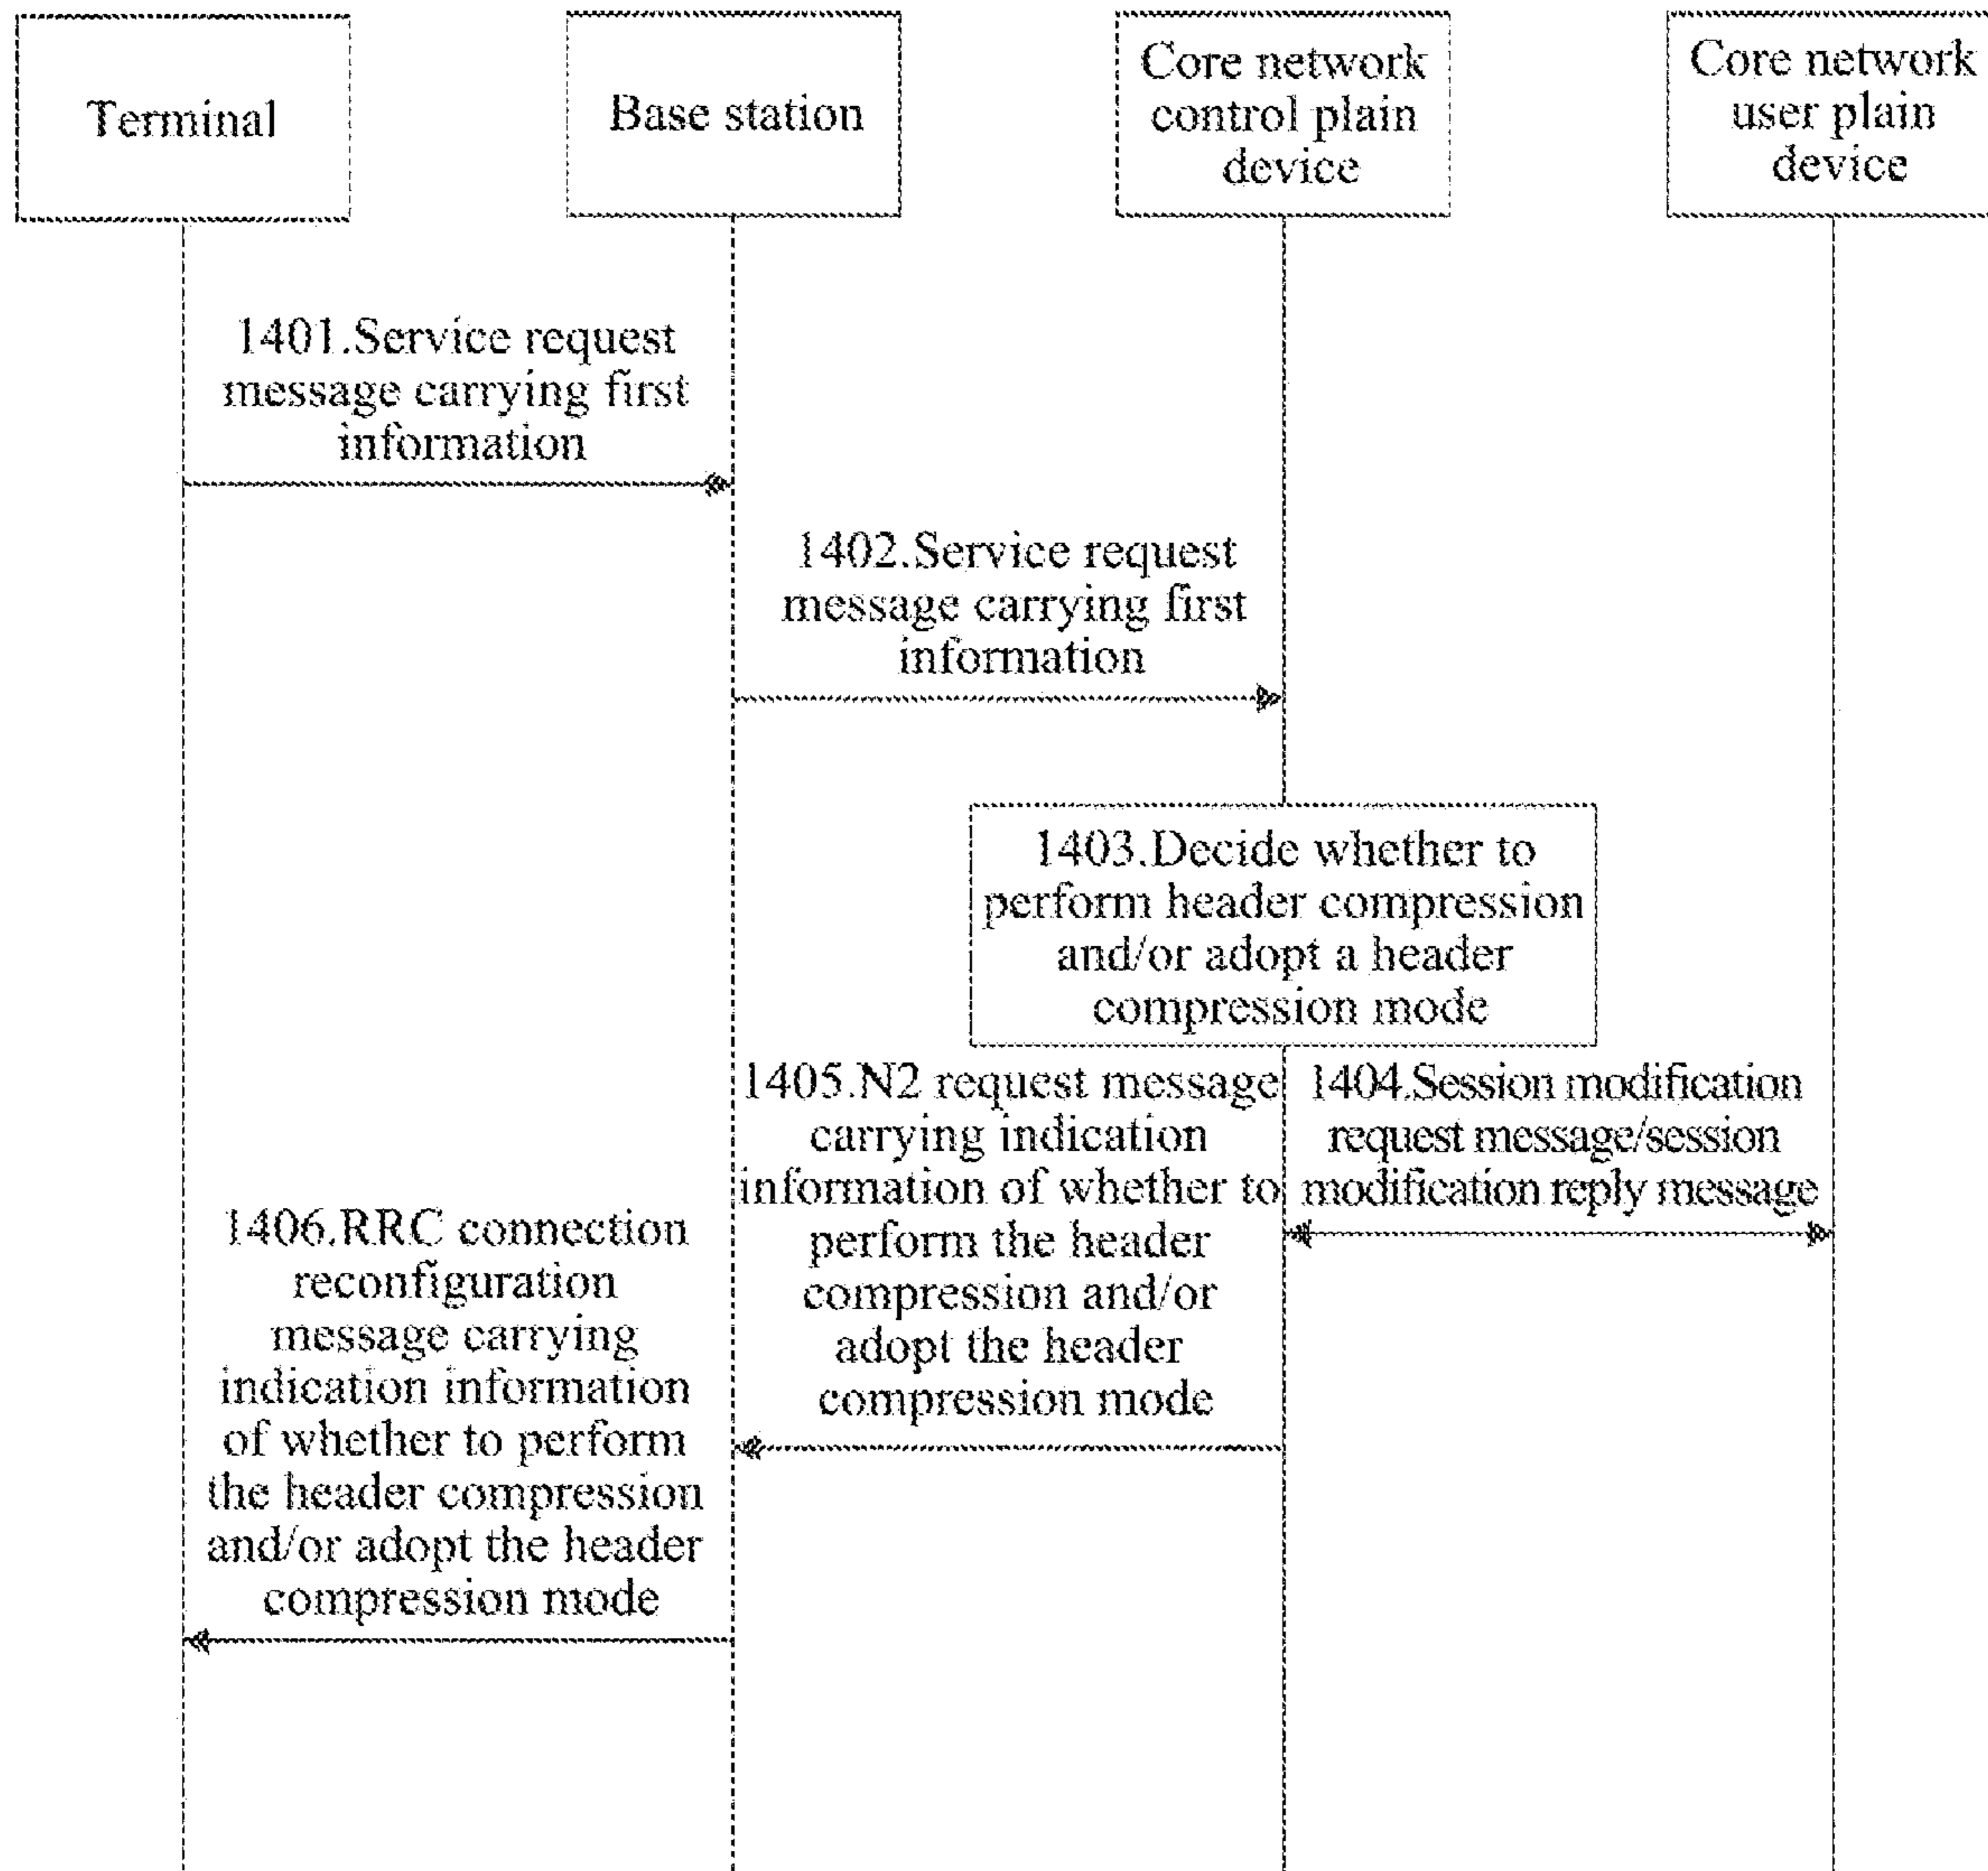 Terminal
Base station
Core network
control plain
device
Core network
user plain
device
1401.Service request
message carrying first
information
1402.Service request
message carrying first
information
1403.Decide whether to
perform header compression
and/or adopt a header
compression mode
1404.Session modification
request message/session
modification reply message
1405.N2 request message
carrying indication
information of whether to
perform the header
compression and/or
adopt the header
compression mode
1406.RRC connection
reconfiguration
message carrying
indication information
of whether to perform
the header compression
and/or adopt the header
compression mode